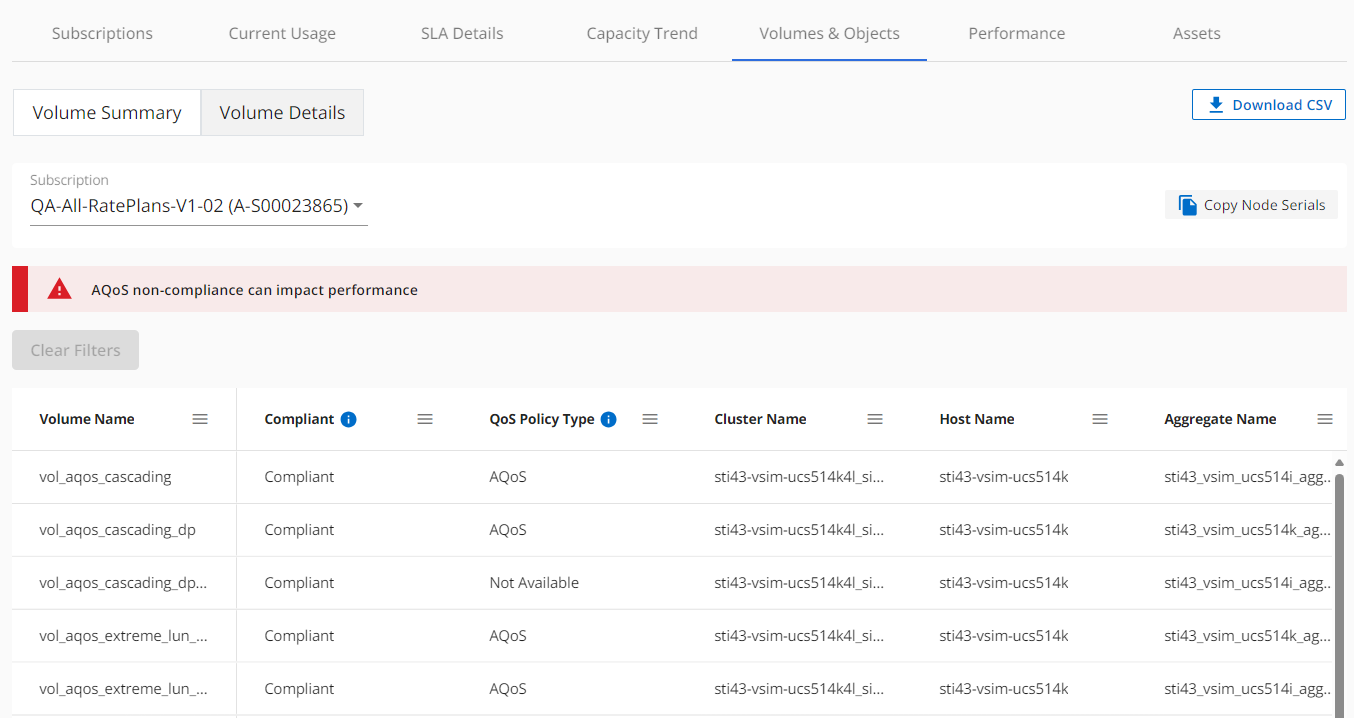 Subscriptions Current Usage SLA Details Capacity Trend Volumes & Objects Performance Assets
Volume Summary Volume Details Download CSV
Subscription
QA-All-RatePlans-V1-02 (A-S00023865) Copy Node Serials
AQoS non-compliance can impact performance
Clear Filters
Volume Name Compliant QoS Policy Type Cluster Name Host Name Aggregate Name
vol_aqos_cascading Compliant AQoS sti43-vsim-ucs514k4l_si... sti43-vsim-ucs514k sti43_vsim_ucs514i_agg...
vol_aqos_cascading_dp Compliant AQoS sti43-vsim-ucs514k4l_si... sti43-vsim-ucs514k sti43_vsim_ucs514k_ag...
vol_aqos_cascading_dp... Compliant Not Available sti43-vsim-ucs514k4l_si... sti43-vsim-ucs514k sti43_vsim_ucs514i_agg...
vol_aqos_extreme_lun_... Compliant AQoS sti43-vsim-ucs514k4l_si... sti43-vsim-ucs514k sti43_vsim_ucs514k_ag...
vol_aqos_extreme_lun_... Compliant AQoS sti43-vsim-ucs514k4l_si... sti43-vsim-ucs514k sti43_vsim_ucs514i_agg...